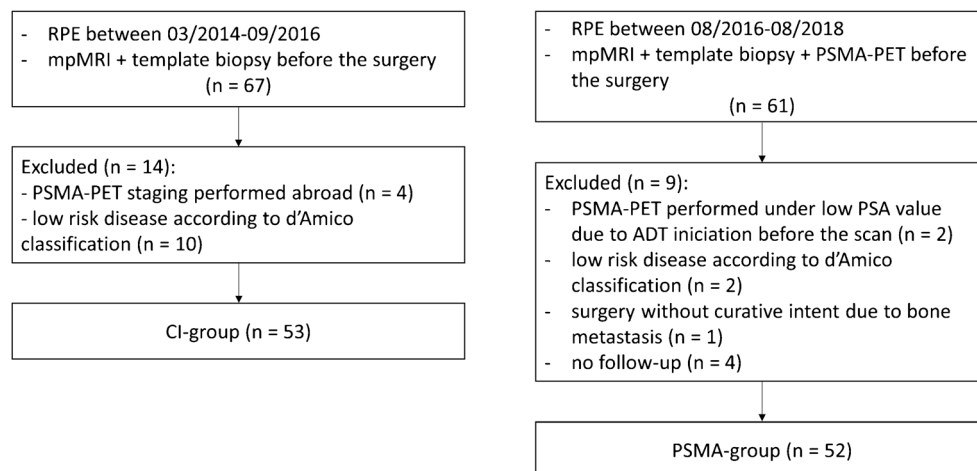 - RPE between 03/2014-09/2016
- mpMRI + template biopsy before the surgery
(n = 67)
Excluded (n = 14):
- PSMA-PET staging performed abroad (n = 4)
- low risk disease according to d’Amico
classification (n = 10)
CI-group (n = 53)
- RPE between 08/2016-08/2018
- mpMRI + template biopsy + PSMA-PET before
the surgery
(n = 61)
Excluded (n = 9):
- PSMA-PET performed under low PSA value
due to ADT iniciation before the scan (n = 2)
- low risk disease according to d’Amico
classification (n = 2)
- surgery without curative intent due to bone
metastasis (n = 1)
- no follow-up (n = 4)
PSMA-group (n = 52)